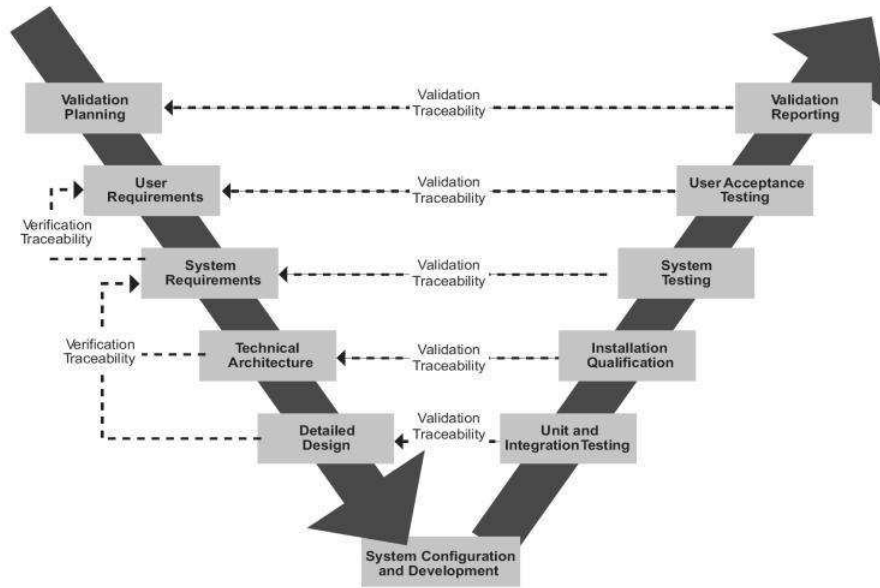 Validation
Planning
Validation
Traceability
Validation
Reporting
User
Requirements
Validation
Traceability
User Acceptance
Testing
Verification
Traceability
System
Requirements
Validation
Traceability
System
Testing
Verification
Traceability
Technical
Architecture
Validation
Traceability
Installation
Qualification
Detailed
Design
Validation
Traceability
Unit and
Integration Testing
System Configuration
and Development